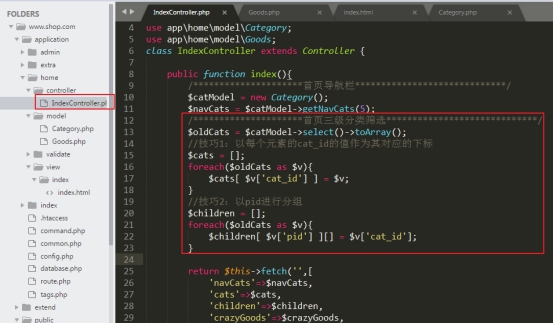 FOLDERS
www.shop.com
application
admin
extra
home
controller
IndexController.pl
model
Category.php
Goods.php
validate
view
index
index.html
index
.htaccess
command.php
common.php
config.php
database.php
route.php
tags.php
extend
public
IndexController.php × Goods.php × index.html × Category.php ×
4 use app\home\model\Category;
5 use app\home\model\Goods;
6 class IndexController extends Controller {
7
8 public function index(){
9 /*********************首页导航栏*****************************/
10 $catModel = new Category();
11 $navCats = $catModel->getNavCats(5);
12 /*********************首页三级分类筛选*****************************/
13 $oldCats = $catModel->select()->toArray();
14 //技巧1：以每个元素的cat_id的值作为其对应的下标
15 $cats = [];
16 foreach($oldCats as $v){
17 $cats[ $v['cat_id'] ] = $v;
18 }
19 //技巧2：以pid进行分组
20 $children = [];
21 foreach($oldCats as $v){
22 $children[ $v['pid'] ][] = $v['cat_id'];
23 }
24
25 return $this->fetch('',[
26 'navCats'=>$navCats,
27 'cats'=>$cats,
28 'children'=>$children,
29 'crazyGoods'=>$crazyGoods,